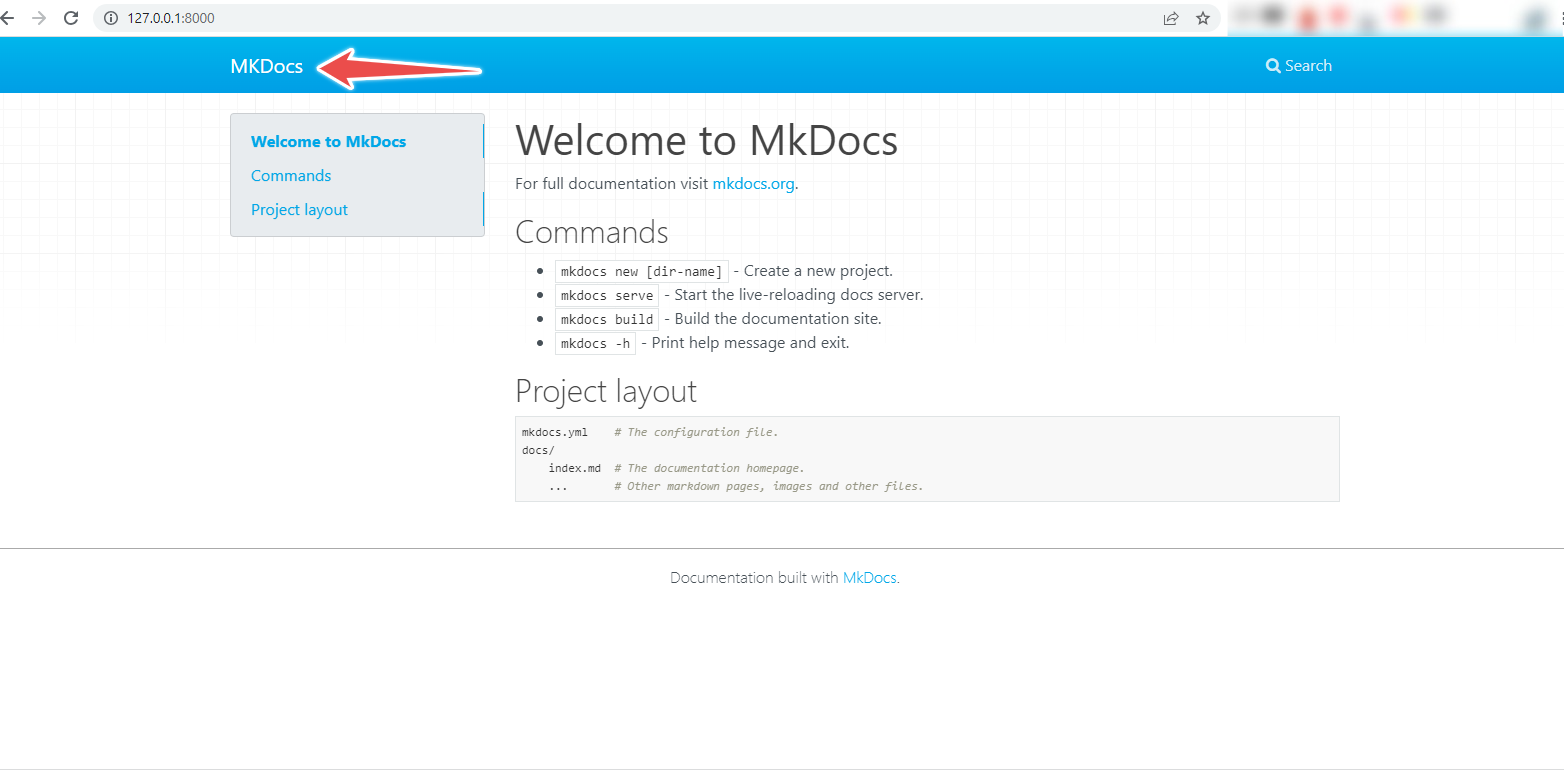 127.0.0.1:8000
MKDocs
Search
Welcome to MkDocs
Commands
Project layout
Welcome to MkDocs
For full documentation visit mkdocs.org.
Commands
mkdocs new [dir-name] - Create a new project.
mkdocs serve - Start the live-reloading docs server.
mkdocs build - Build the documentation site.
mkdocs -h - Print help message and exit.
Project layout
mkdocs.yml # The configuration file.
docs/
index.md # The documentation homepage.
... # Other markdown pages, images and other files.
Documentation built with MkDocs.